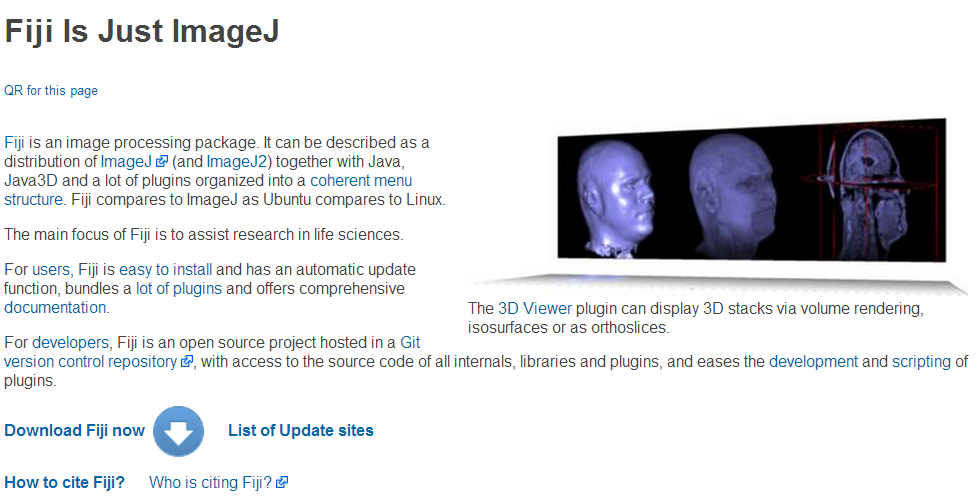 Fiji Is Just ImageJ
QR for this page
Fiji is an image processing package. It can be described as a
distribution of ImageJ (and ImageJ2) together with Java,
Java3D and a lot of plugins organized into a coherent menu
structure. Fiji compares to ImageJ as Ubuntu compares to Linux.
The main focus of Fiji is to assist research in life sciences.
For users, Fiji is easy to install and has an automatic update
function, bundles a lot of plugins and offers comprehensive
documentation.
The 3D Viewer plugin can display 3D stacks via volume rendering,
isosurfaces or as orthoslices.
For developers, Fiji is an open source project hosted in a Git
version control repository, with access to the source code of all internals, libraries and plugins, and eases the development and scripting of
plugins.
Download Fiji now List of Update sites
How to cite Fiji? Who is citing Fiji?